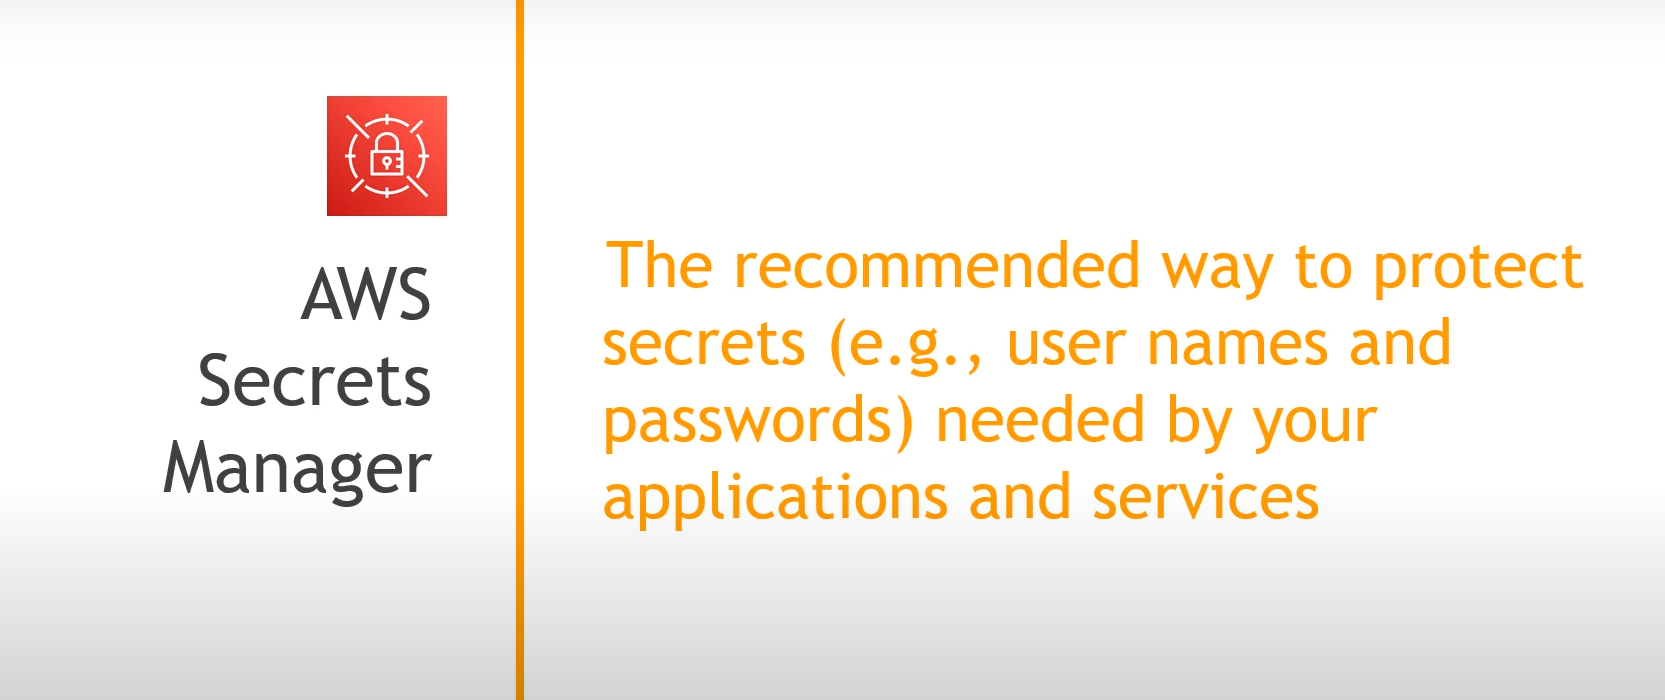 AWS
Secrets
Manager
The recommended way to protect
secrets (e.g., user names and
passwords) needed by your
applications and services